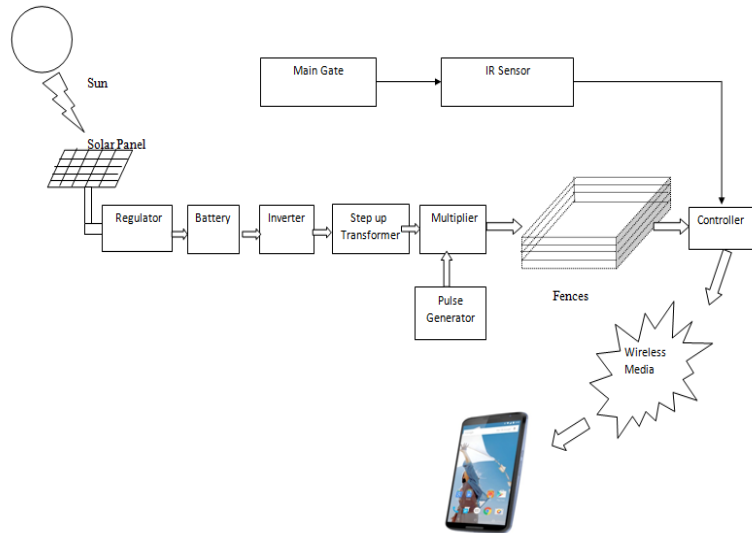 Main Gate
IR Sensor
Sun
Solar Panel
Regulator
Battery
Inverter
Step up
Transformer
Multiplier
Controller
Pulse
Generator
Fences
Wireless
Media